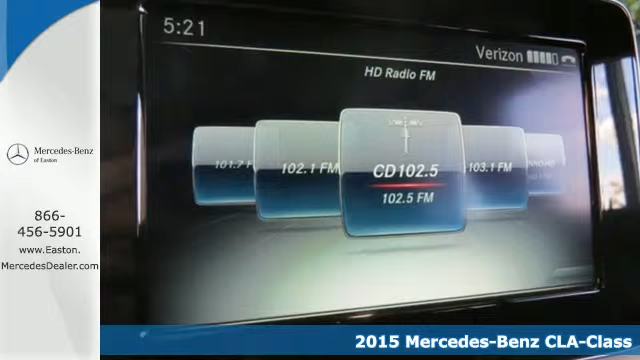 5:21
Verizon
HD Radio FM
101.7 F
102.1 FM
CD102.5
102.5 FM
103.1 FM
Mercedes-Benz
of Easton
866-
456-5901
www.Easton.
MercedesDealer.com
2015 Mercedes-Benz CLA-Class